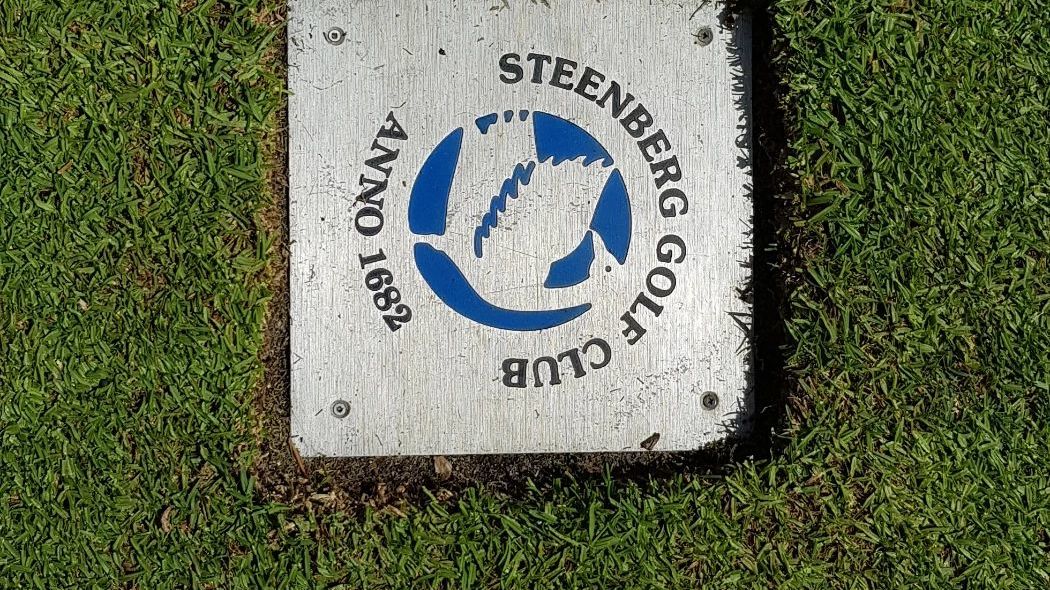 STEENBERG GOLF CLUB
ANNO 1682